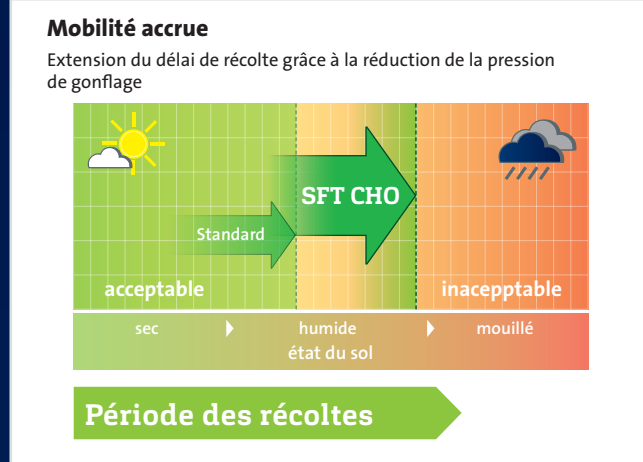 Mobilité accrue
Extension du délai de récolte grâce à la réduction de la pression
de gonflage
SFT CHO
Standard
acceptable
inacepptable
sec
humide
mouillé
état du sol
Période des récoltes